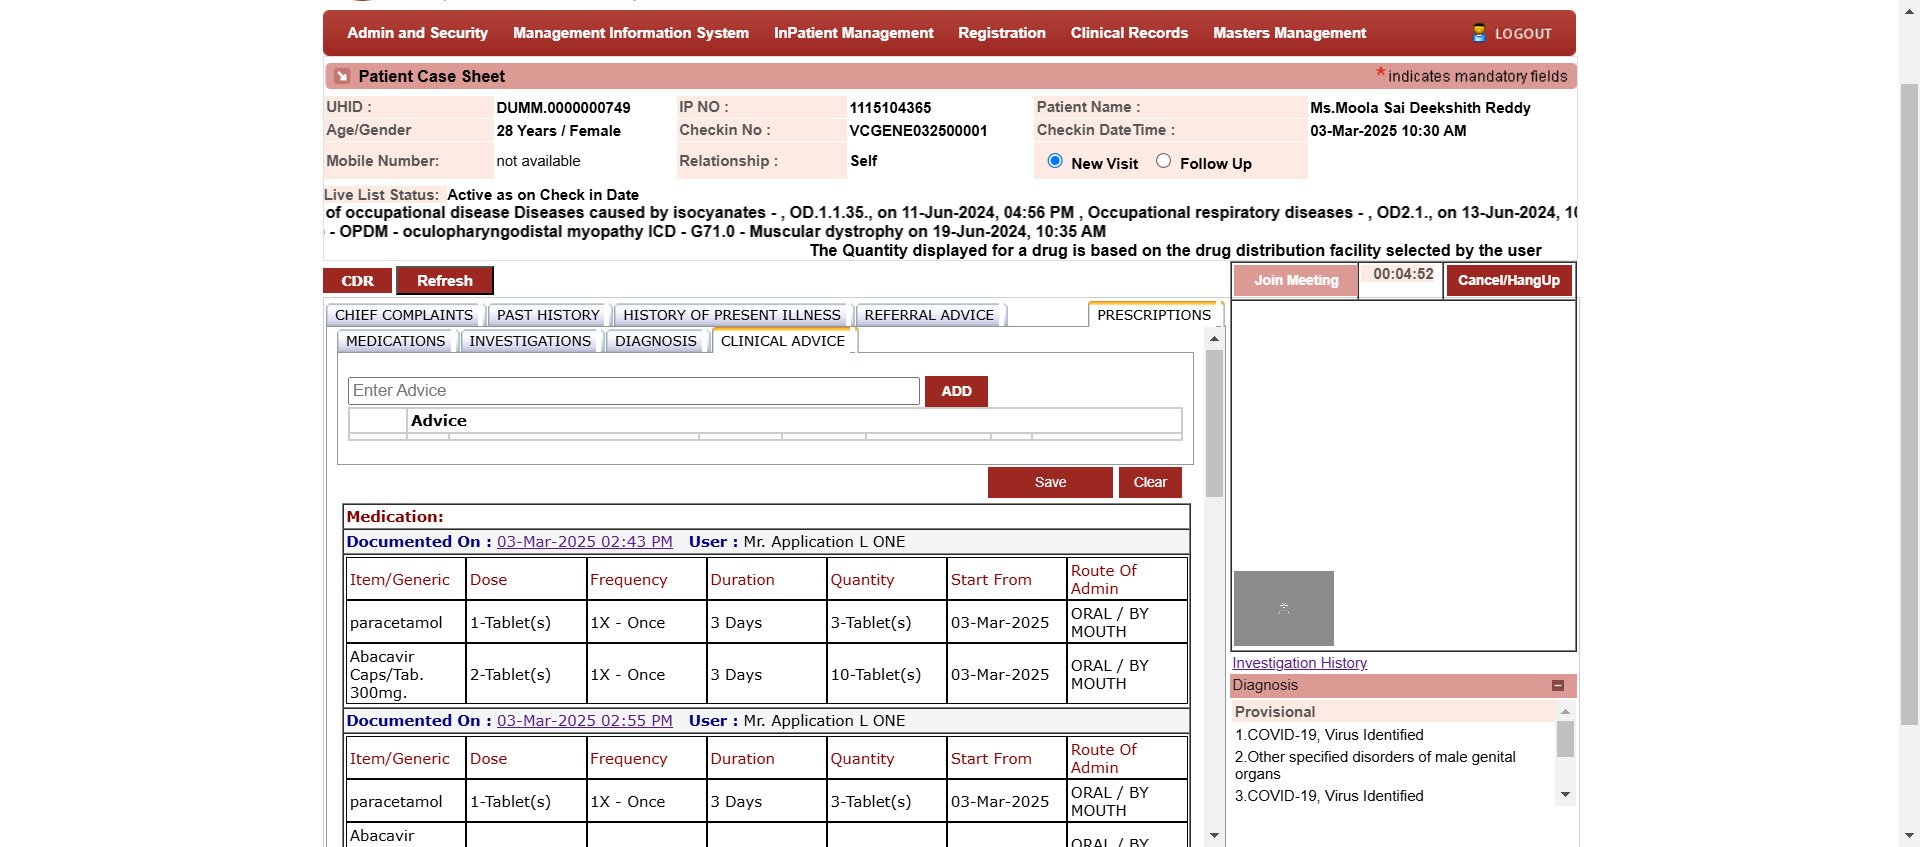 Admin and Security Management Information System InPatient Management Registration Clinical Records Masters Management LOGOUT
Patient Case Sheet * indicates mandatory fields
UHID : DUMM.0000000749 IP NO : 1115104365 Patient Name : Ms.Moola Sai Deekshith Reddy
Age/Gender 28 Years / Female Checkin No : VCGENE032500001 Checkin DateTime : 03-Mar-2025 10:30 AM
Mobile Number: not available Relationship : Self New Visit Follow Up
Live List Status: Active as on Check in Date
of occupational disease Diseases caused by isocyanates - , OD.1.1.35., on 11-Jun-2024, 04:56 PM , Occupational respiratory diseases - , OD2.1., on 13-Jun-2024,
- OPDM - oculopharyngodistal myopathy ICD - G71.0 - Muscular dystrophy on 19-Jun-2024, 10:35 AM
The Quantity displayed for a drug is based on the drug distribution facility selected by the user
CDR Refresh Join Meeting 00:04:52 Cancel/HangUp
CHIEF COMPLAINTS PAST HISTORY HISTORY OF PRESENT ILLNESS REFERRAL ADVICE PRESCRIPTIONS
MEDICATIONS INVESTIGATIONS DIAGNOSIS CLINICAL ADVICE
Enter Advice ADD
Advice
Save Clear
Medication:
Documented On : 03-Mar-2025 02:43 PM User : Mr. Application L ONE
Item/Generic Dose Frequency Duration Quantity Start From Route Of
Admin
paracetamol 1-Tablet(s) 1X - Once 3 Days 3-Tablet(s) 03-Mar-2025 ORAL / BY
MOUTH
Abacavir
Caps/Tab.
300mg. 2-Tablet(s) 1X - Once 3 Days 10-Tablet(s) 03-Mar-2025 ORAL / BY
MOUTH
Documented On : 03-Mar-2025 02:55 PM User : Mr. Application L ONE
Item/Generic Dose Frequency Duration Quantity Start From Route Of
Admin
paracetamol 1-Tablet(s) 1X - Once 3 Days 3-Tablet(s) 03-Mar-2025 ORAL / BY
MOUTH
Abacavir
ORAL / BY
Investigation History
Diagnosis
Provisional
1.COVID-19, Virus Identified
2.Other specified disorders of male genital
organs
3.COVID-19, Virus Identified